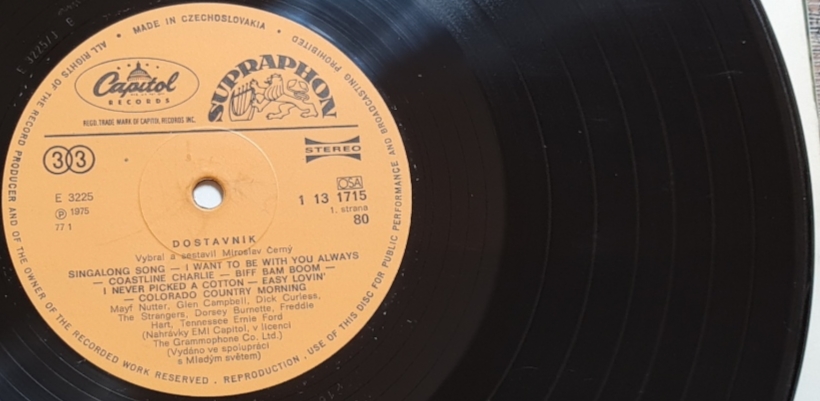 ALL RIGHTS OF THE RECORD PRODUCER AND OF THE OWNER OF THE RECORDED WORK RESERVED . REPRODUCTION . USE OF THIS DISC FOR PUBLIC PERFORMANCE AND BROADCASTING PROHIBITED
• MADE IN CZECHOSLOVAKIA •
Capitol
RECORDS
SUPRAPHON
REGD. TRADE MARK OF CAPITOL RECORDS INC.
33
STEREO
E 3225
OSA
1 13 1715
℗ 1975
1. strana
77.1
80
DOSTAVNÍK
Vybral a sestavil Miroslav Černý
SINGALONG SONG — I WANT TO BE WITH YOU ALWAYS
— COASTLINE CHARLIE — BIFF BAM BOOM —
I NEVER PICKED A COTTON — EASY LOVIN'
— COLORADO COUNTRY MORNING
Mayf Nutter, Glen Campbell, Dick Curless,
The Strangers, Dorsey Burnette, Freddie
Hart, Tennessee Ernie Ford
(Nahrávky EMI Capitol, v licenci
The Grammophone Co. Ltd.)
(Vydáno ve spolupráci
s Mladým světem)